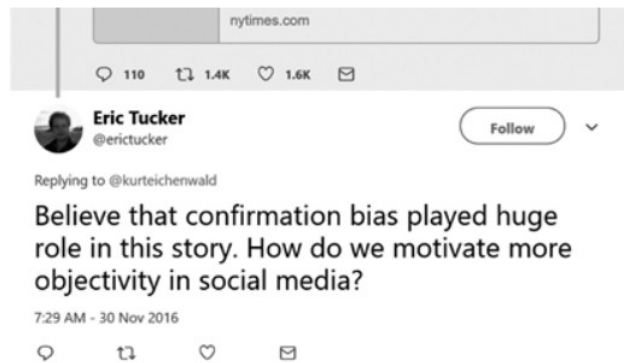 nytimes.com
110 1.4K 1.6K
Eric Tucker
@erictucker
Follow
Replying to @kurteichenwald
Believe that confirmation bias played huge
role in this story. How do we motivate more
objectivity in social media?
7:29 AM - 30 Nov 2016